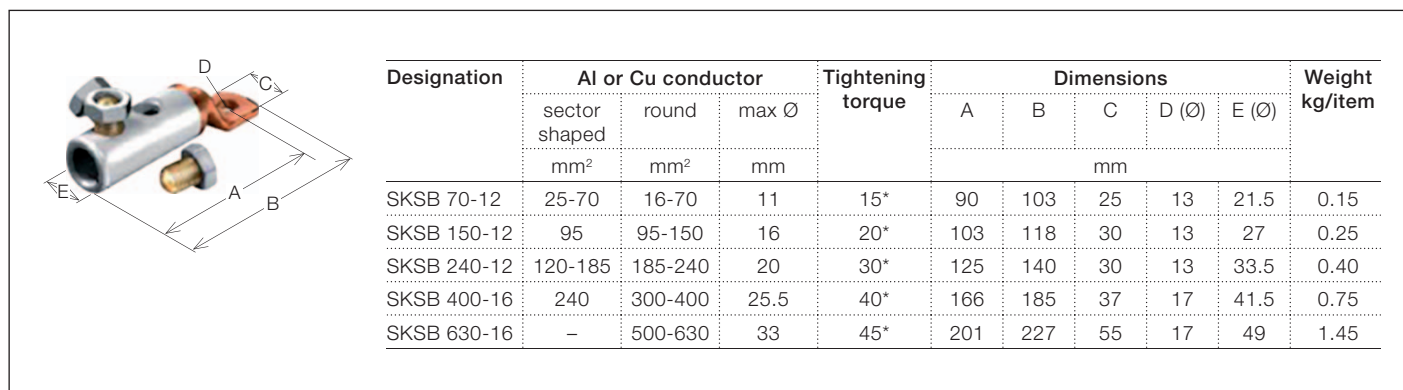 D
C
E
A
B
Designation Al or Cu conductor Tightening torque Dimensions Weight kg/item
sector shaped round max Ø A B C D (Ø) E (Ø)
mm² mm² mm mm
SKSB 70-12 25-70 16-70 11 15* 90 103 25 13 21.5 0.15
SKSB 150-12 95 95-150 16 20* 103 118 30 13 27 0.25
SKSB 240-12 120-185 185-240 20 30* 125 140 30 13 33.5 0.40
SKSB 400-16 240 300-400 25.5 40* 166 185 37 17 41.5 0.75
SKSB 630-16 – 500-630 33 45* 201 227 55 17 49 1.45